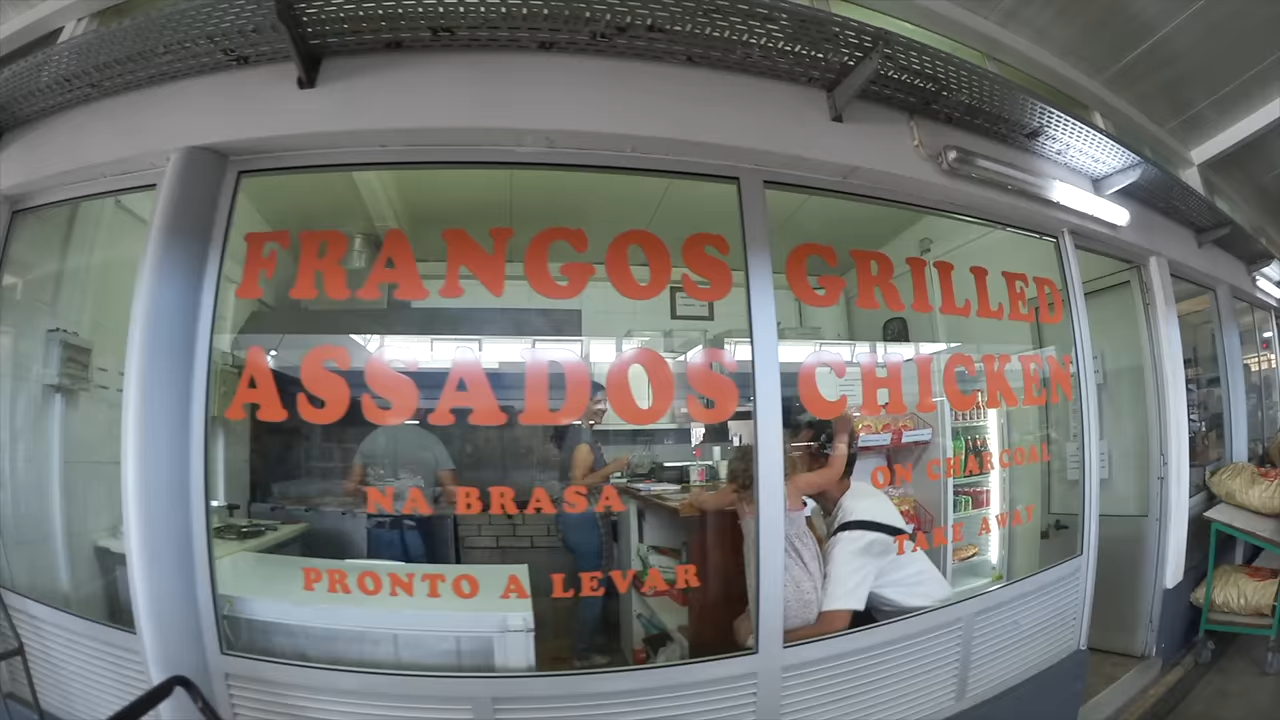 FRANGOS
ASSADOS
NA BRASA
PRONTO A LEVAR
GRILLED
CHICKEN
ON CHARCOAL
TAKE AWAY